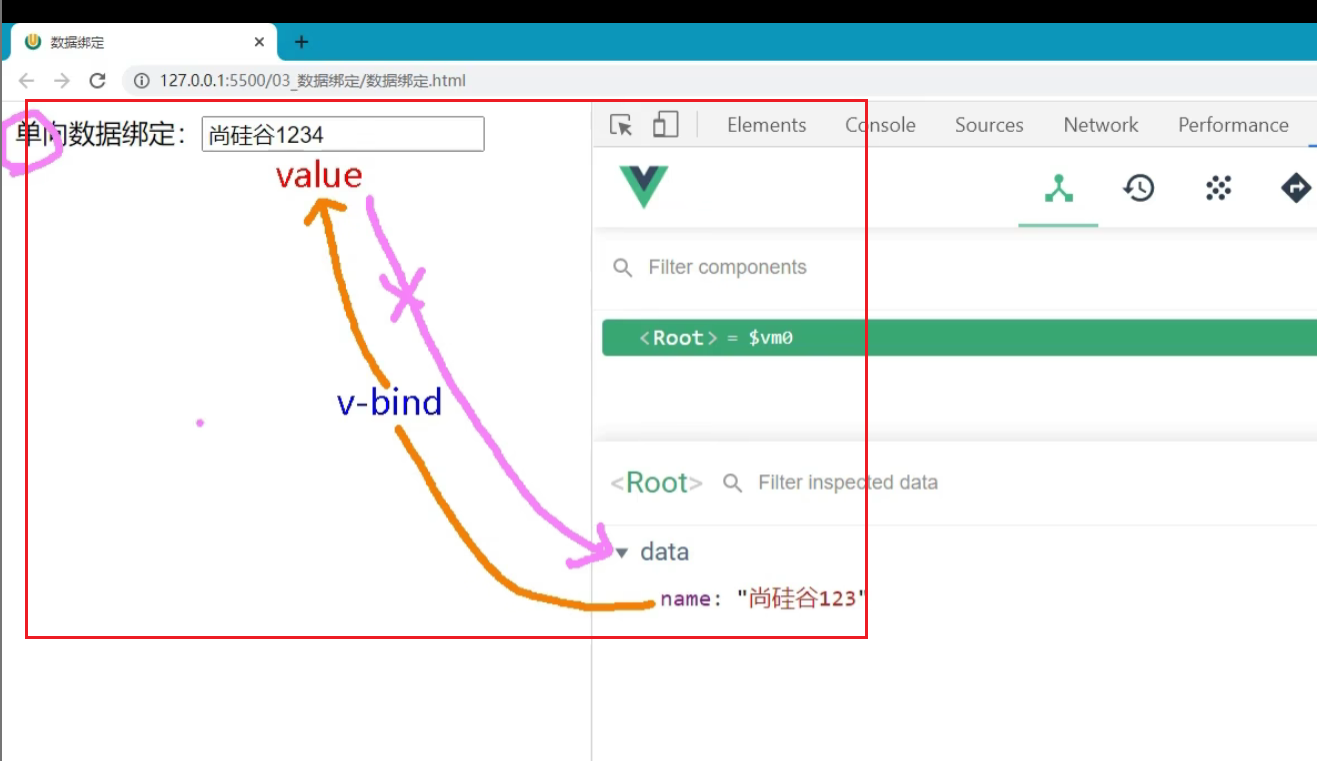 数据绑定
127.0.0.1:5500/03_数据绑定/数据绑定.html
单向数据绑定：尚硅谷1234
value
v-bind
Elements Console Sources Network Performance
Filter components
<Root> = $vm0
<Root> Filter inspected data
data
name: "尚硅谷123"